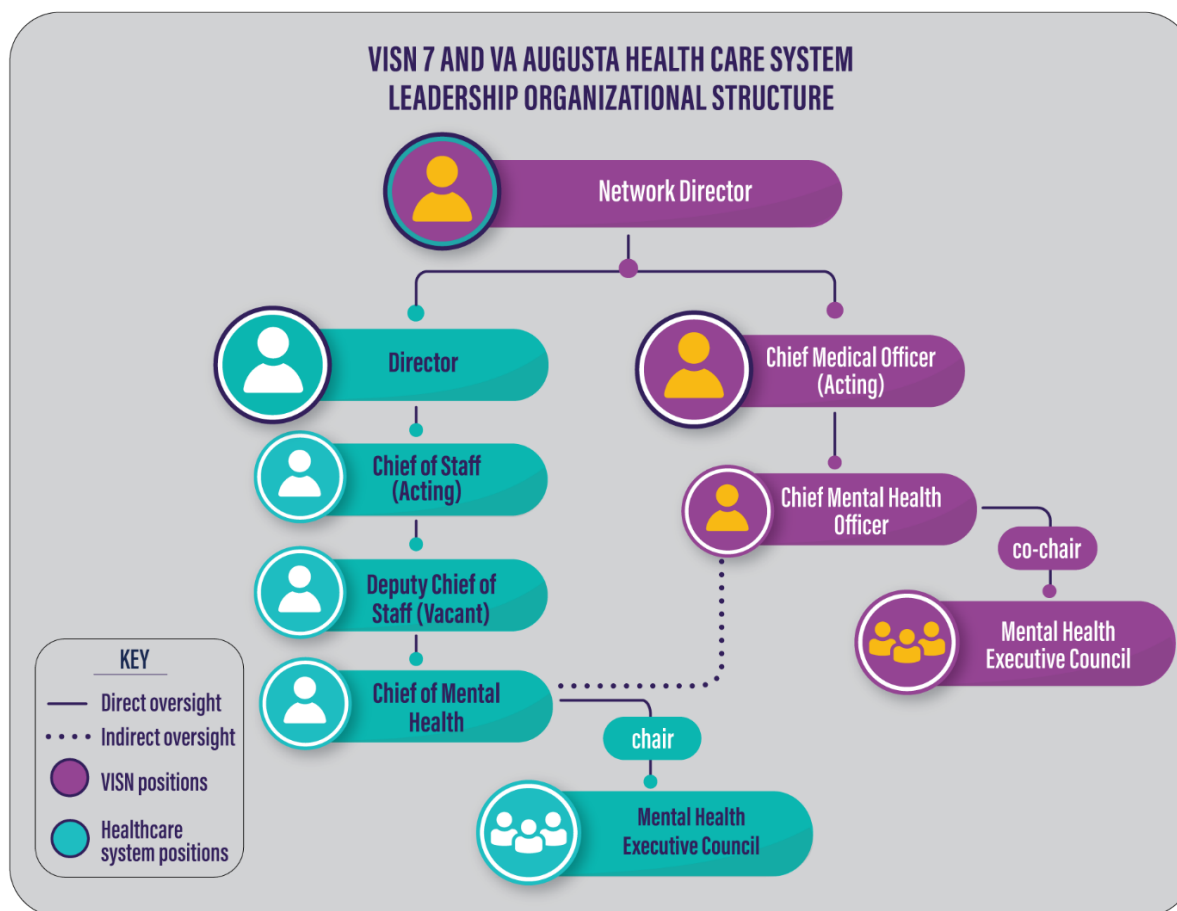 VISN 7 AND VA AUGUSTA HEALTH CARE SYSTEM
LEADERSHIP ORGANIZATIONAL STRUCTURE
Network Director
Director
Chief Medical Officer
(Acting)
Chief of Staff
(Acting)
Chief Mental Health
Officer
co-chair
Deputy Chief of
Staff (Vacant)
Mental Health
Executive Council
Chief of Mental
Health
chair
Mental Health
Executive Council
KEY
Direct oversight
Indirect oversight
VISN positions
Healthcare
system positions